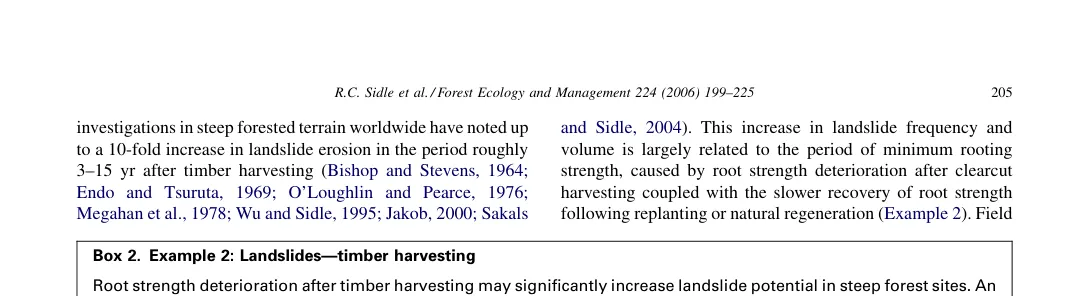 R.C. Sidle et al. / Forest Ecology and Management 224 (2006) 199–225
205
investigations in steep forested terrain worldwide have noted up
to a 10-fold increase in landslide erosion in the period roughly
3–15 yr after timber harvesting (Bishop and Stevens, 1964;
Endo and Tsuruta, 1969; O'Loughlin and Pearce, 1976;
Megahan et al., 1978; Wu and Sidle, 1995; Jakob, 2000; Sakals
and Sidle, 2004). This increase in landslide frequency and
volume is largely related to the period of minimum rooting
strength, caused by root strength deterioration after clearcut
harvesting coupled with the slower recovery of root strength
following replanting or natural regeneration (Example 2). Field
Box 2. Example 2: Landslides—timber harvesting
Root strength deterioration after timber harvesting may significantly increase landslide potential in steep forest sites. An